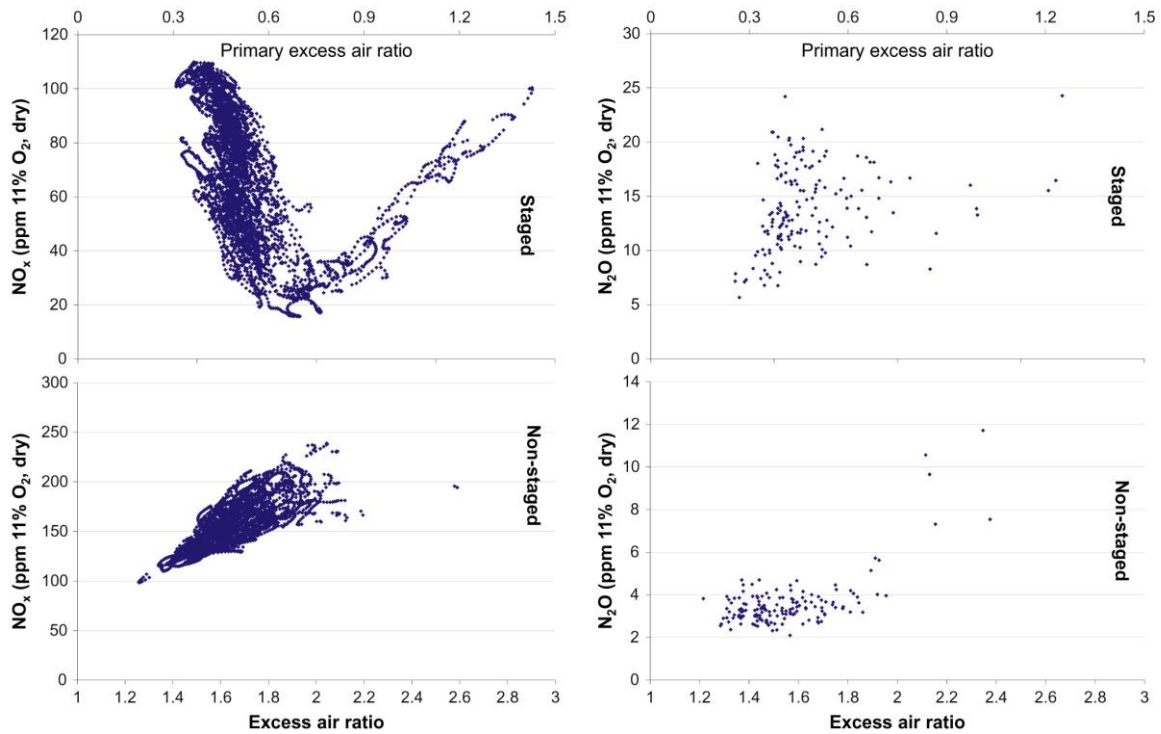 0 0.3 0.6 0.9 1.2 1.5
Primary excess air ratio
120
100
80
60
40
20
0
NOx (ppm 11% O2, dry)
Staged
300
250
200
150
100
50
0
NOx (ppm 11% O2, dry)
Non-staged
1 1.2 1.4 1.6 1.8 2 2.2 2.4 2.6 2.8 3
Excess air ratio
0 0.3 0.6 0.9 1.2 1.5
Primary excess air ratio
30
25
20
15
10
5
0
N2O (ppm 11% O2, dry)
Staged
14
12
10
8
6
4
2
0
N2O (ppm 11% O2, dry)
Non-staged
1 1.2 1.4 1.6 1.8 2 2.2 2.4 2.6 2.8 3
Excess air ratio